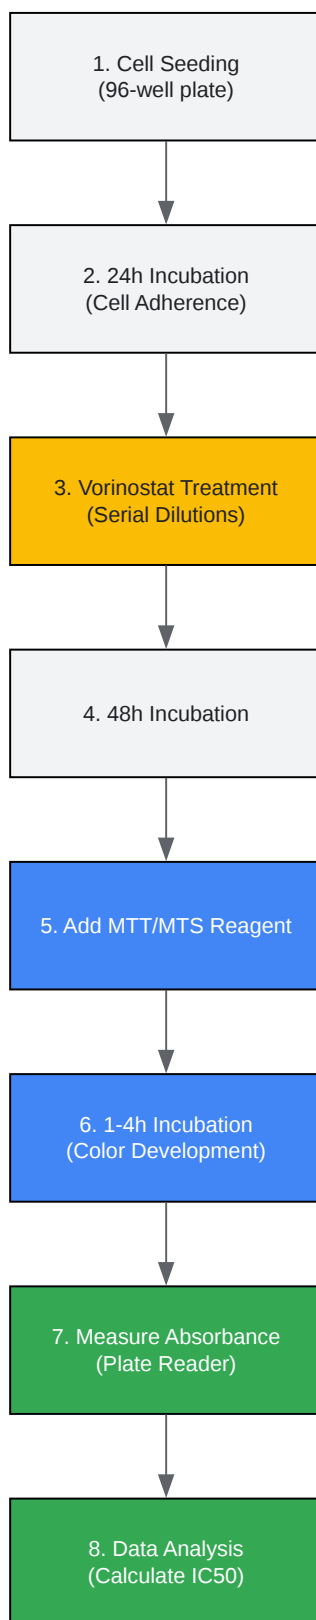 1. Cell Seeding
(96-well plate)
2. 24h Incubation
(Cell Adherence)
3. Vorinostat Treatment
(Serial Dilutions)
4. 48h Incubation
5. Add MTT/MTS Reagent
6. 1-4h Incubation
(Color Development)
7. Measure Absorbance
(Plate Reader)
8. Data Analysis
(Calculate IC50)